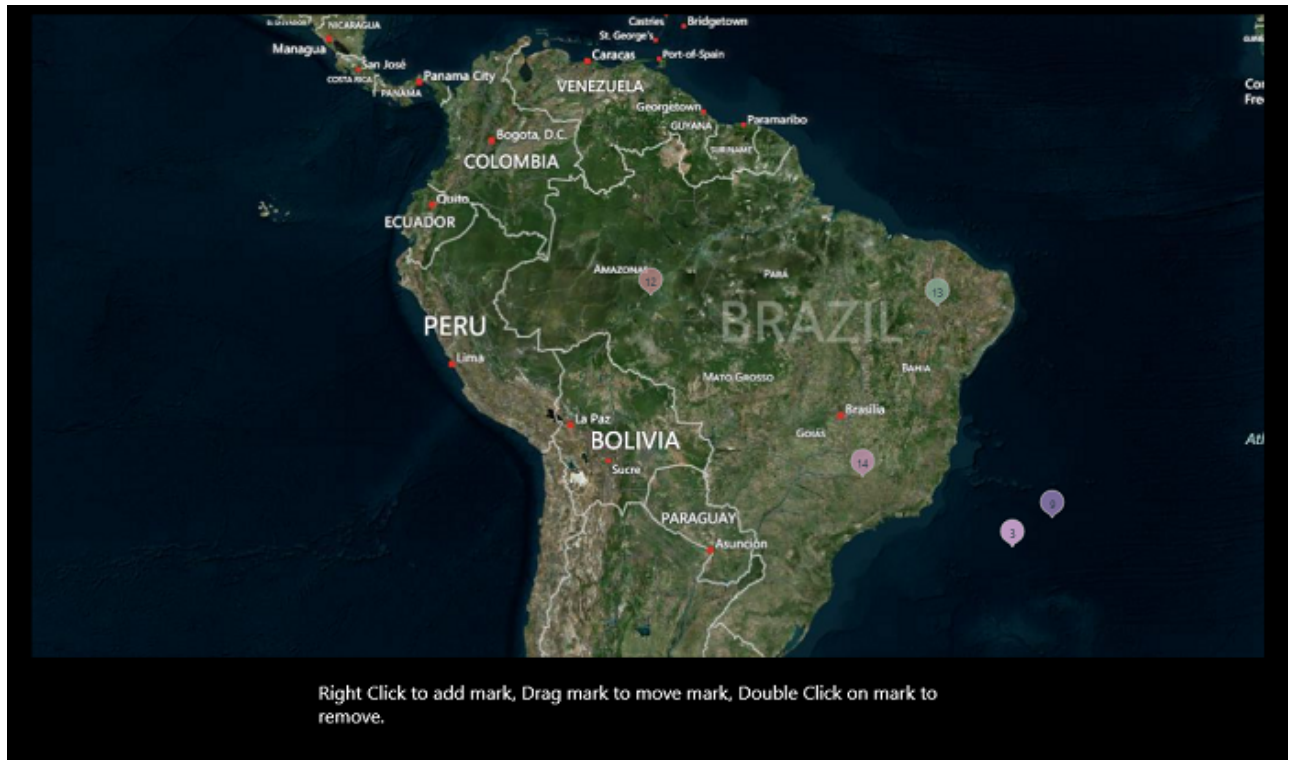 EL SALVADOR NICARAGUA
Castries Bridgetown
St. George's
Managua
Caracas Port-of-Spain
San José
COSTA RICA Panama City
PANAMA VENEZUELA
Georgetown
GUYANA Paramaribo
Bogota, D.C.
SURINAME
COLOMBIA
Quito
ECUADOR
AMAZONAS PARÁ
12 13
BRAZIL
PERU
Lima
BAHIA
MATO GROSSO
Brasília
La Paz
GOIÁS
BOLIVIA
14
Sucre
9
PARAGUAY
3
Asunción
Right Click to add mark, Drag mark to move mark, Double Click on mark to
remove.